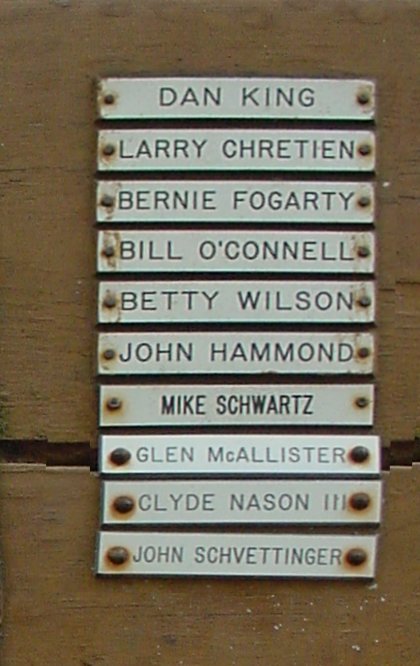 DAN KING
LARRY CHRETIEN
BERNIE FOGARTY
BILL O'CONNELL
BETTY WILSON
JOHN HAMMOND
MIKE SCHWARTZ
GLEN McALLISTER
CLYDE NASON III
JOHN SCHVETTINGER